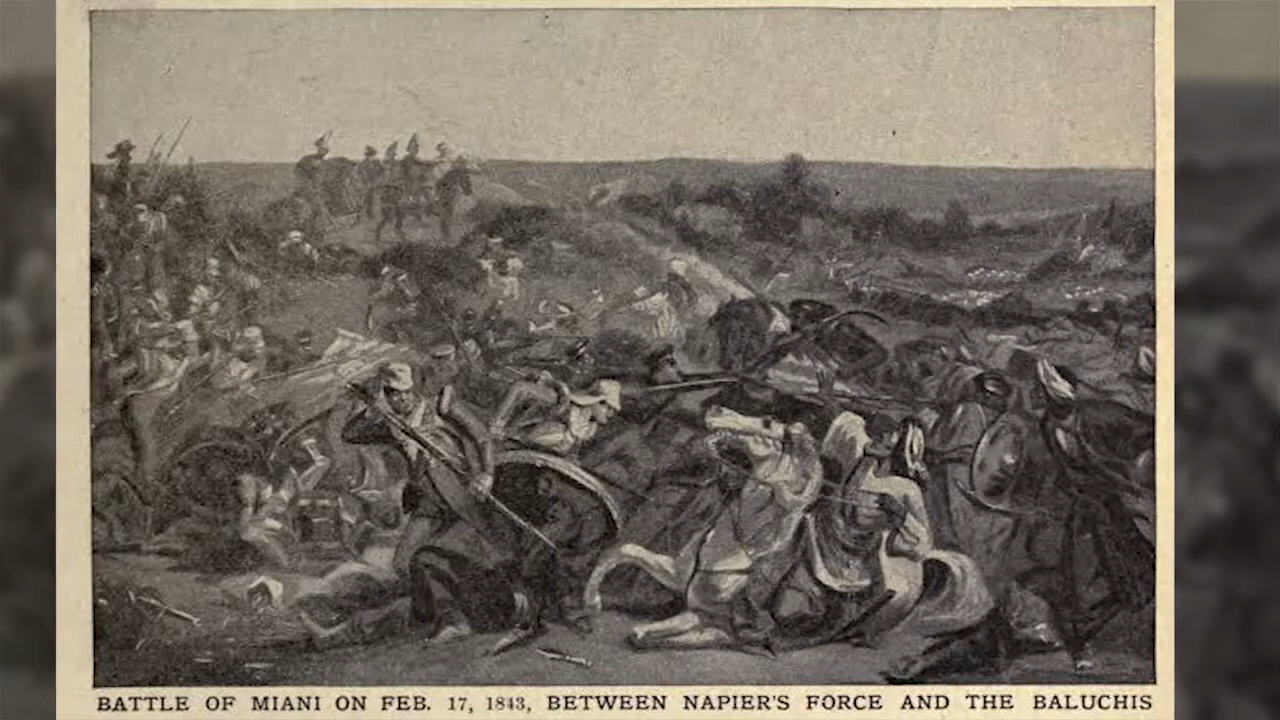 BATTLE OF MIANI ON FEB. 17, 1843, BETWEEN NAPIER'S FORCE AND THE BALUCHIS